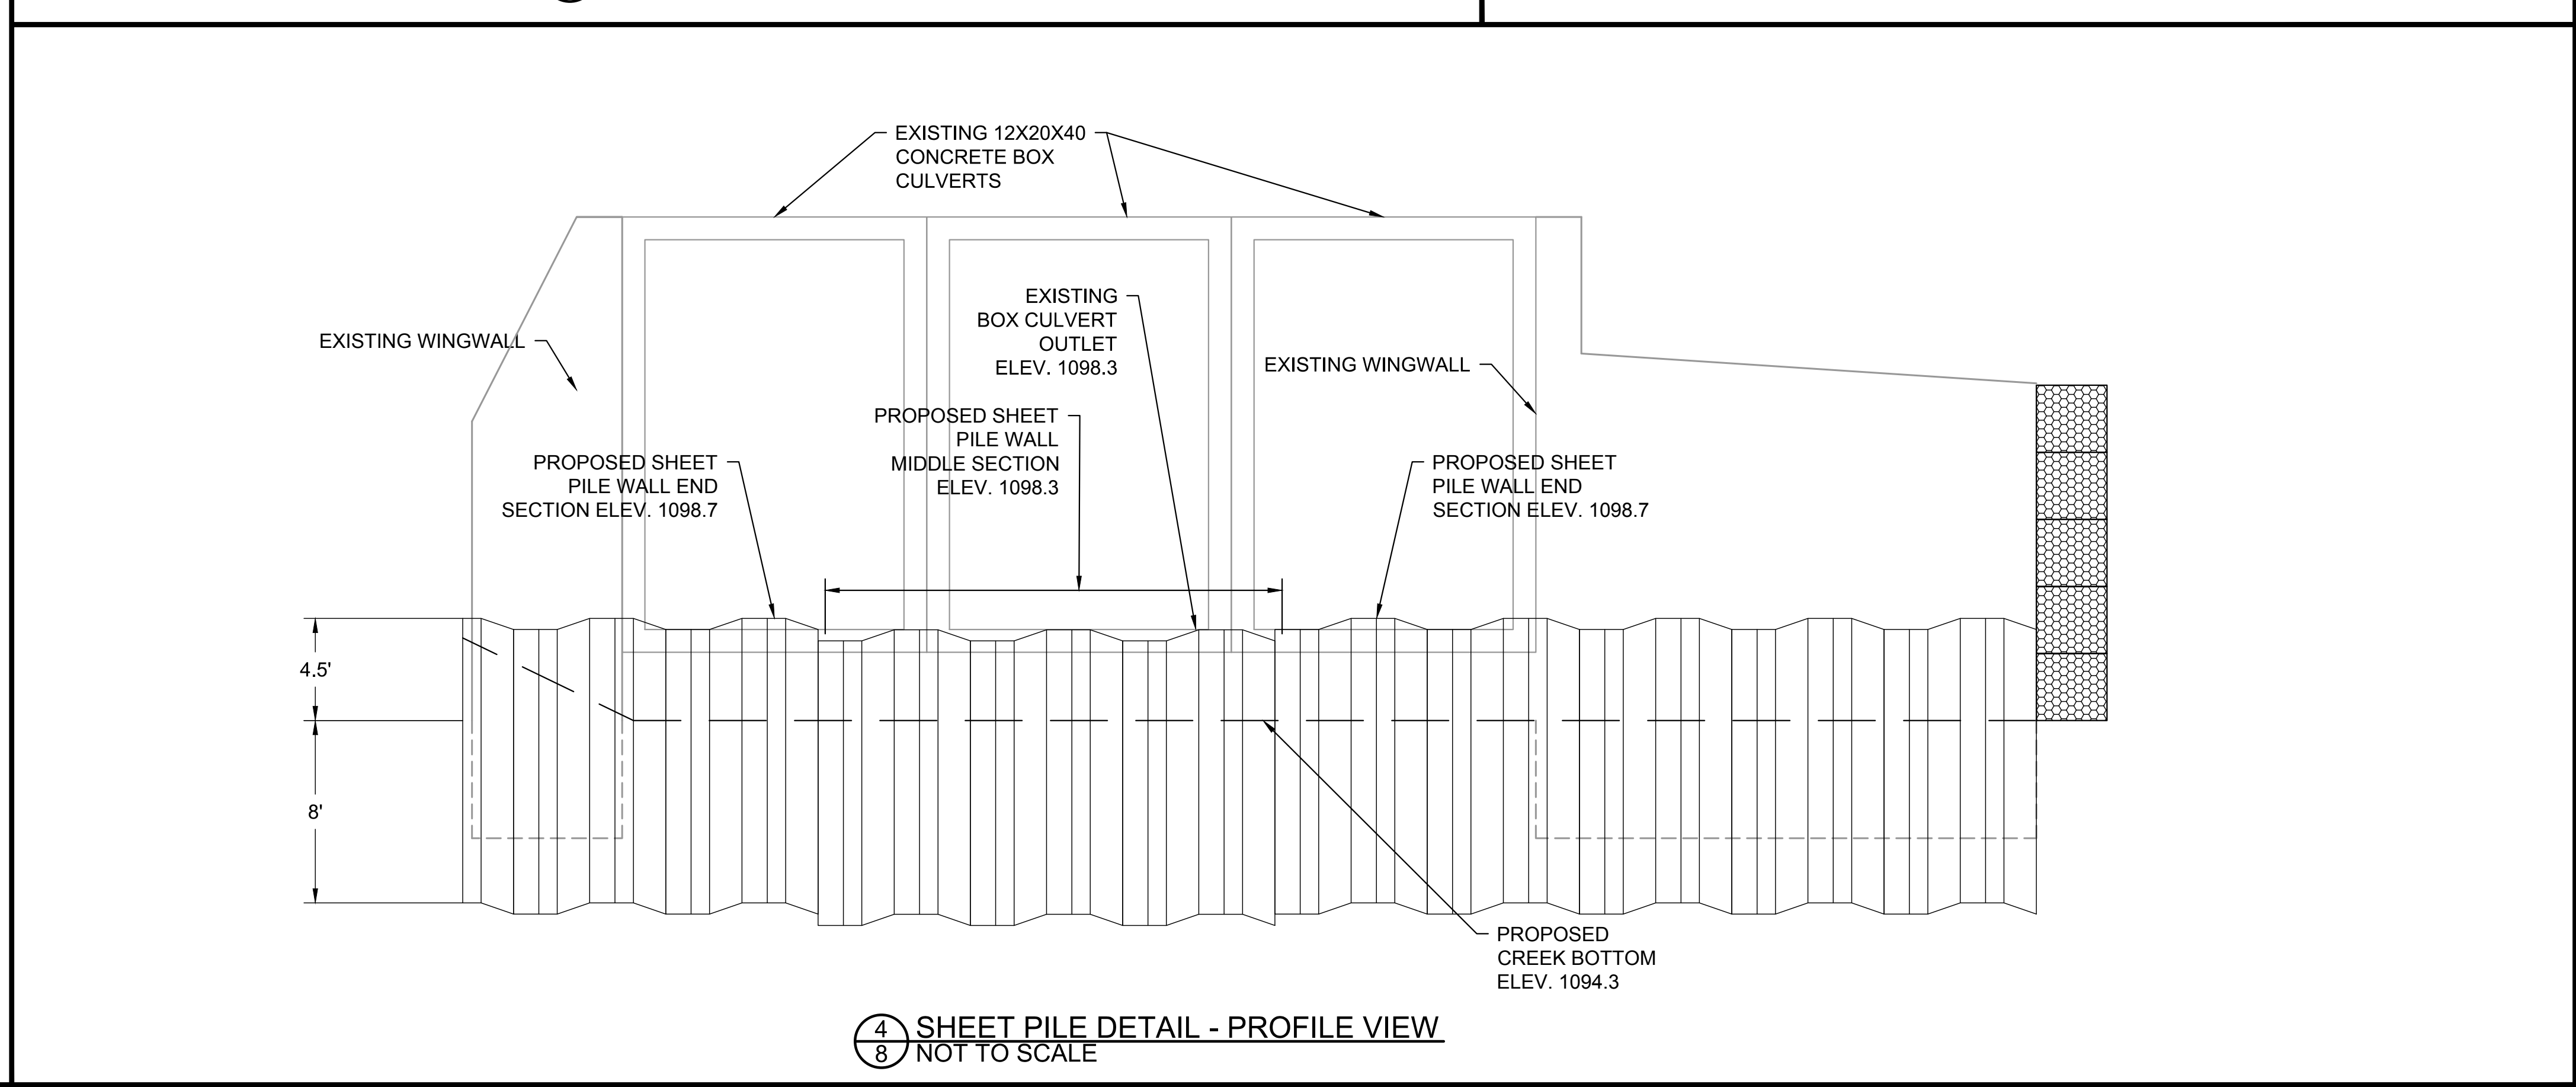 EXISTING 12X20X40
CONCRETE BOX
CULVERTS
EXISTING
BOX CULVERT
OUTLET
ELEV. 1098.3
EXISTING WINGWALL
EXISTING WINGWALL
PROPOSED SHEET
PILE WALL
MIDDLE SECTION
ELEV. 1098.3
PROPOSED SHEET
PILE WALL END
SECTION ELEV. 1098.7
PROPOSED SHEET
PILE WALL END
SECTION ELEV. 1098.7
4.5'
8'
PROPOSED
CREEK BOTTOM
ELEV. 1094.3
4
8
SHEET PILE DETAIL - PROFILE VIEW
NOT TO SCALE